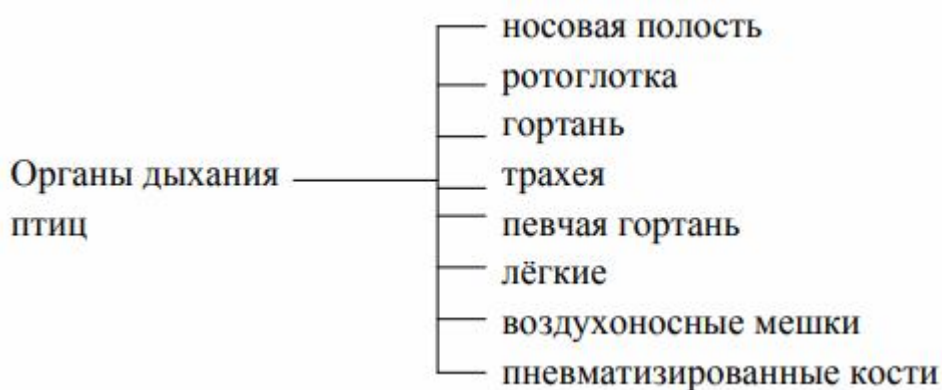 носовая полость
ротоглотка
гортань
Органы дыхания
трахея
птиц
певчая гортань
лёгкие
воздухоносные мешки
пневматизированные кости